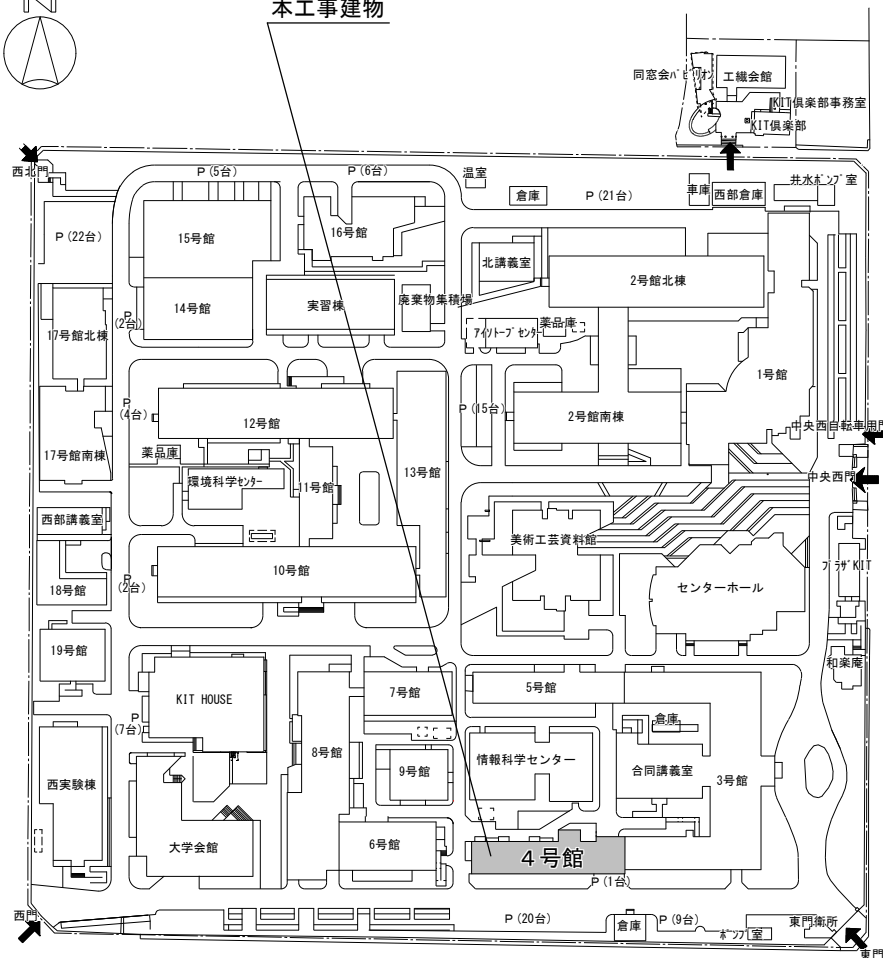 N
本工事建物
同窓会パビリオン
工繊会館
KIT倶楽部事務室
KIT倶楽部
西北門
P (5台)
P (6台)
温室
倉庫
P (21台)
車庫
西部倉庫
井水ポンプ室
P (22台)
15号館
16号館
北講義室
2号館北棟
14号館
実習棟
廃棄物集積場
P
(2台)
17号館北棟
アイソトープセンター
薬品庫
1号館
P
(4台)
12号館
P (15台)
2号館南棟
中央西自転車用門
17号館南棟
薬品庫
環境科学センター
11号館
13号館
中央西門
西部講義室
美術工芸資料館
10号館
プラザKIT
P
(2台)
18号館
センターホール
19号館
和楽庵
KIT HOUSE
7号館
5号館
P
(7台)
倉庫
8号館
9号館
情報科学センター
合同講義室
3号館
西実験棟
大学会館
6号館
4号館
P (1台)
西門
P (20台)
倉庫
P (9台)
ポンプ室
東門衛所
東門